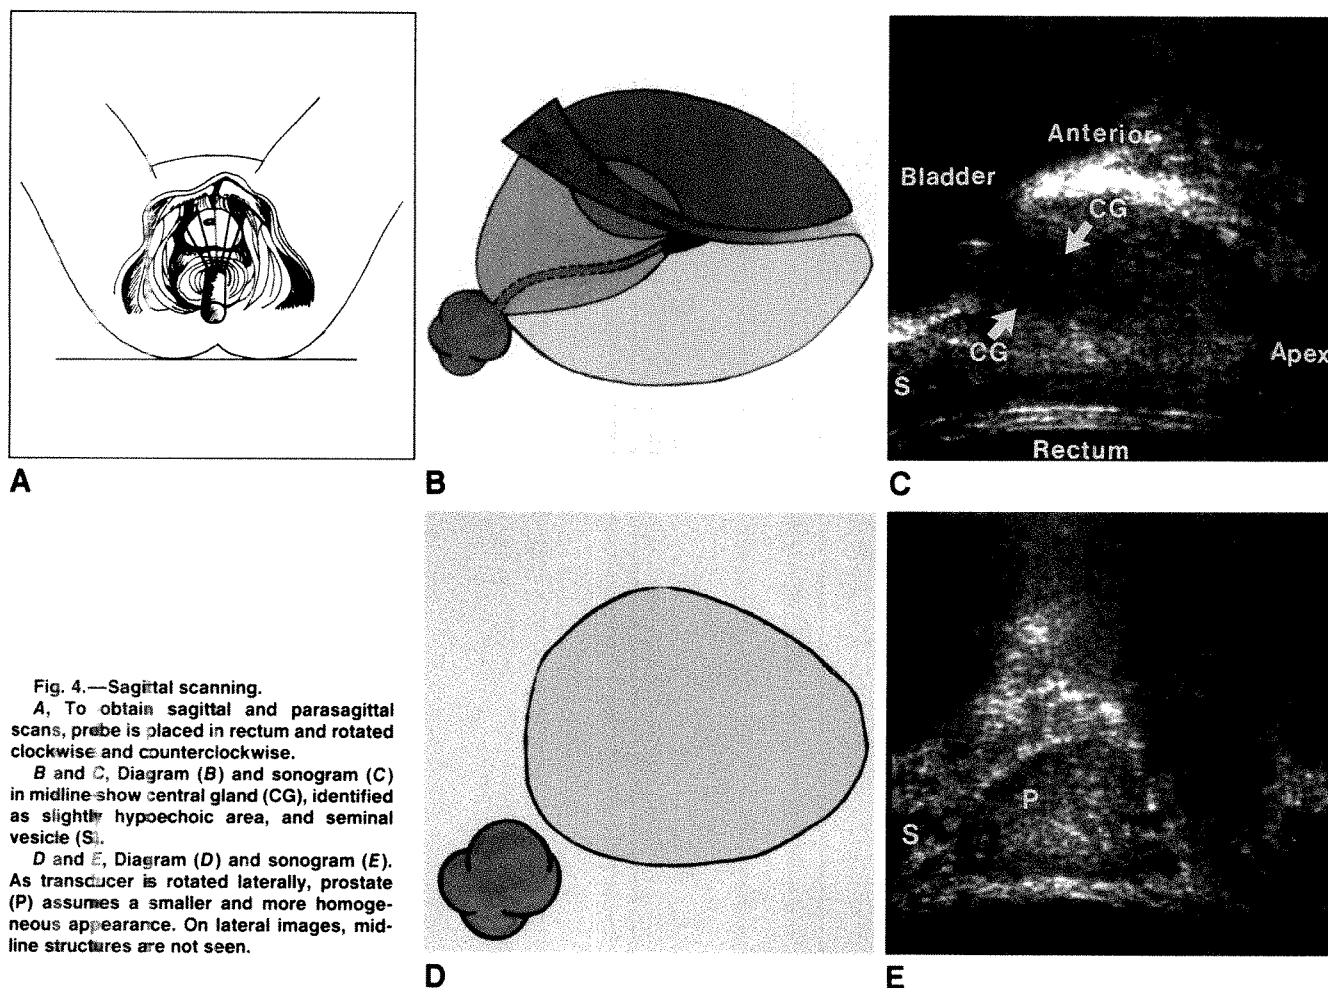 A
B
Anterior
Bladder
CG
CG
Apex
S
Rectum
C
Fig. 4.—Sagittal scanning.
A, To obtain sagittal and parasagittal
scans, probe is placed in rectum and rotated
clockwise and counterclockwise.
B and C, Diagram (B) and sonogram (C)
in midline show central gland (CG), identified
as slightly hypoechoic area, and seminal
vesicle (S).
D and E, Diagram (D) and sonogram (E).
As transducer is rotated laterally, prostate
(P) assumes a smaller and more homoge-
neous appearance. On lateral images, mid-
line structures are not seen.
D
P
S
E